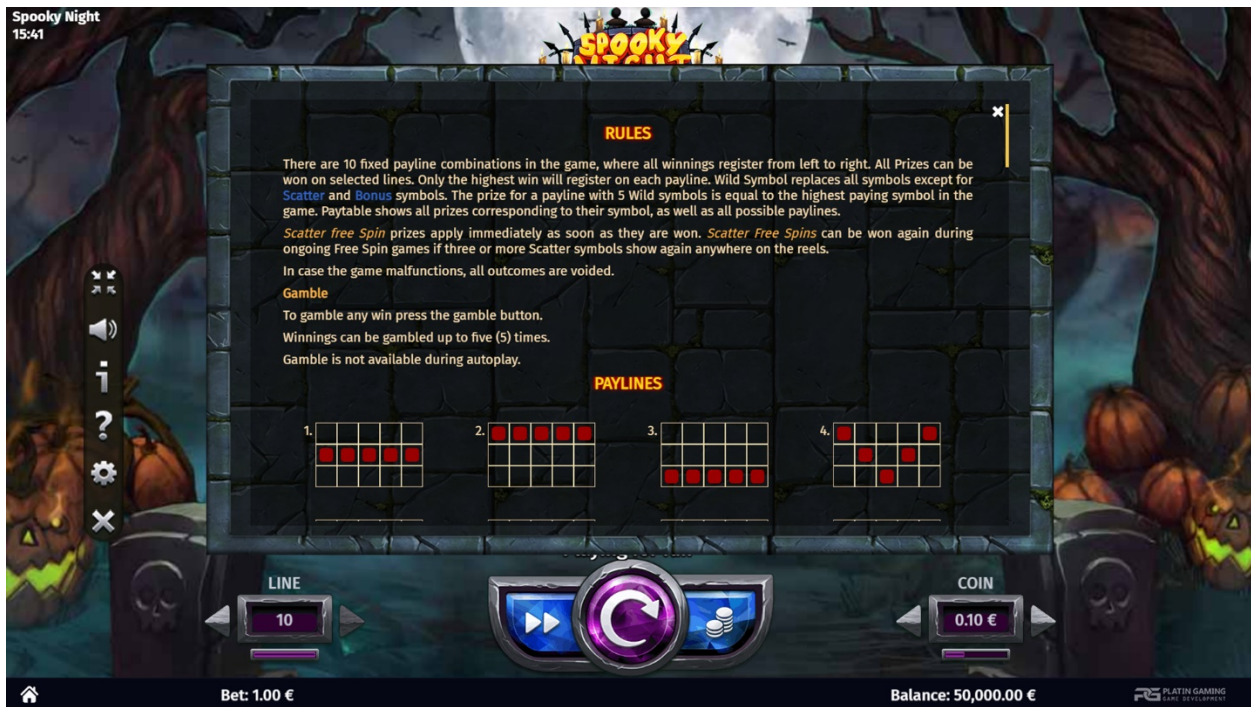 Spooky Night
15:41
SPOOKY
NIGHT
RULES
There are 10 fixed payline combinations in the game, where all winnings register from left to right. All Prizes can be
won on selected lines. Only the highest win will register on each payline. Wild Symbol replaces all symbols except for
Scatter and Bonus symbols. The prize for a payline with 5 Wild symbols is equal to the highest paying symbol in the
game. Paytable shows all prizes corresponding to their symbol, as well as all possible paylines.
Scatter free Spin prizes apply immediately as soon as they are won. Scatter Free Spins can be won again during
ongoing Free Spin games if three or more Scatter symbols show again anywhere on the reels.
In case the game malfunctions, all outcomes are voided.
Gamble
To gamble any win press the gamble button.
Winnings can be gambled up to five (5) times.
Gamble is not available during autoplay.
PAYLINES
1. 2. 3. 4.
LINE
10
COIN
0.10 €
Bet: 1.00 €
Balance: 50,000.00 €
PG PLATIN GAMING
GAME DEVELOPMENT